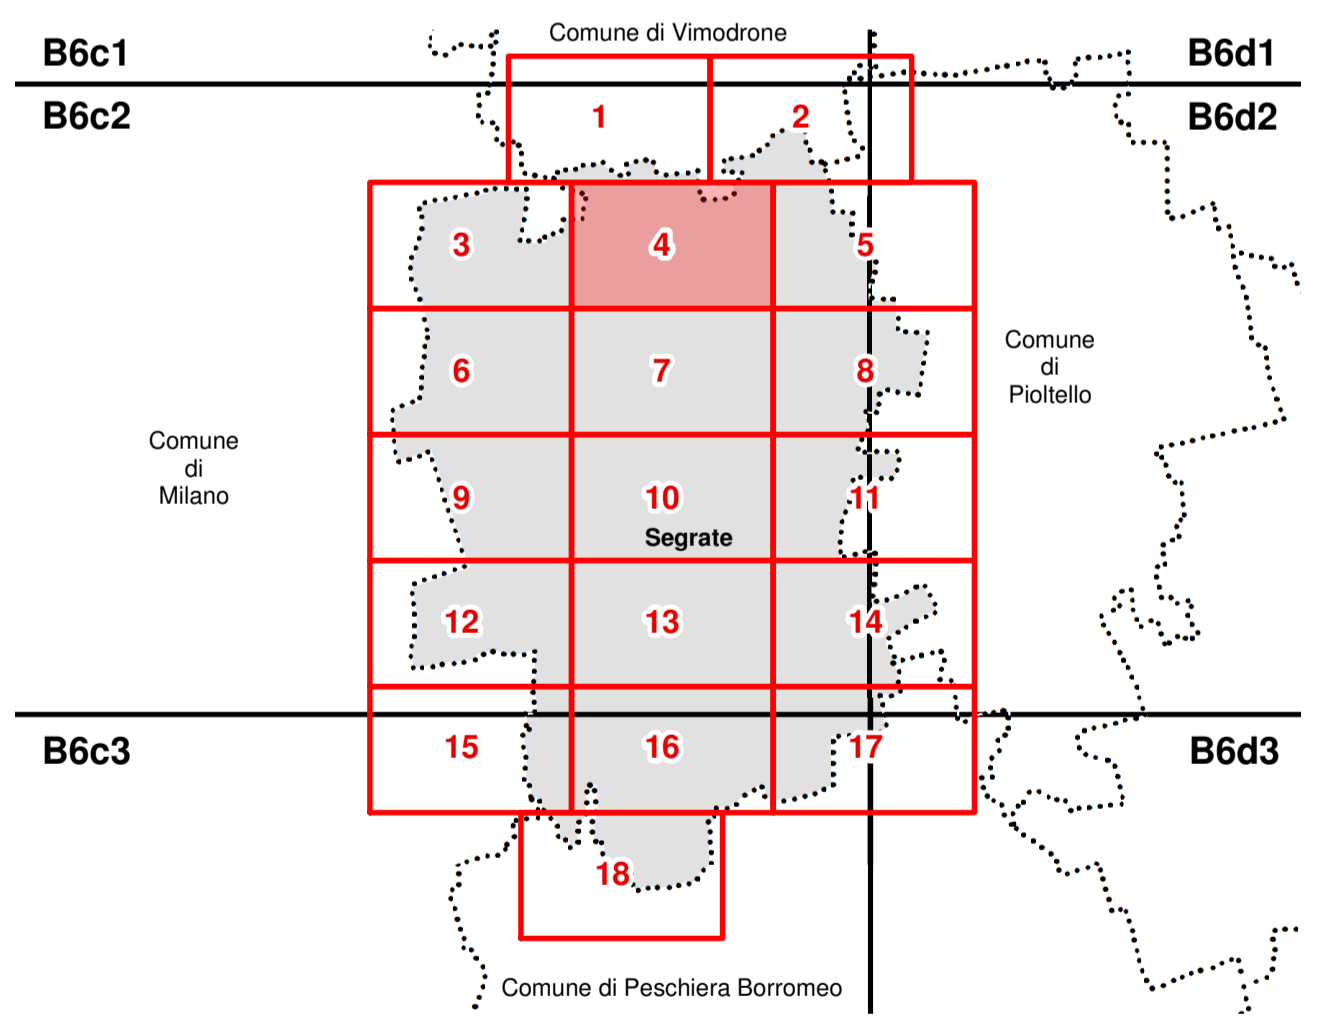 Comune di Vimodrone
B6c1
B6d1
B6c2
1
2
B6d2
3
4
5
Comune
di
Pioltello
6
7
8
Comune
di
Milano
9
10
11
Segrate
12
13
14
B6c3
15
16
17
B6d3
18
Comune di Peschiera Borromeo